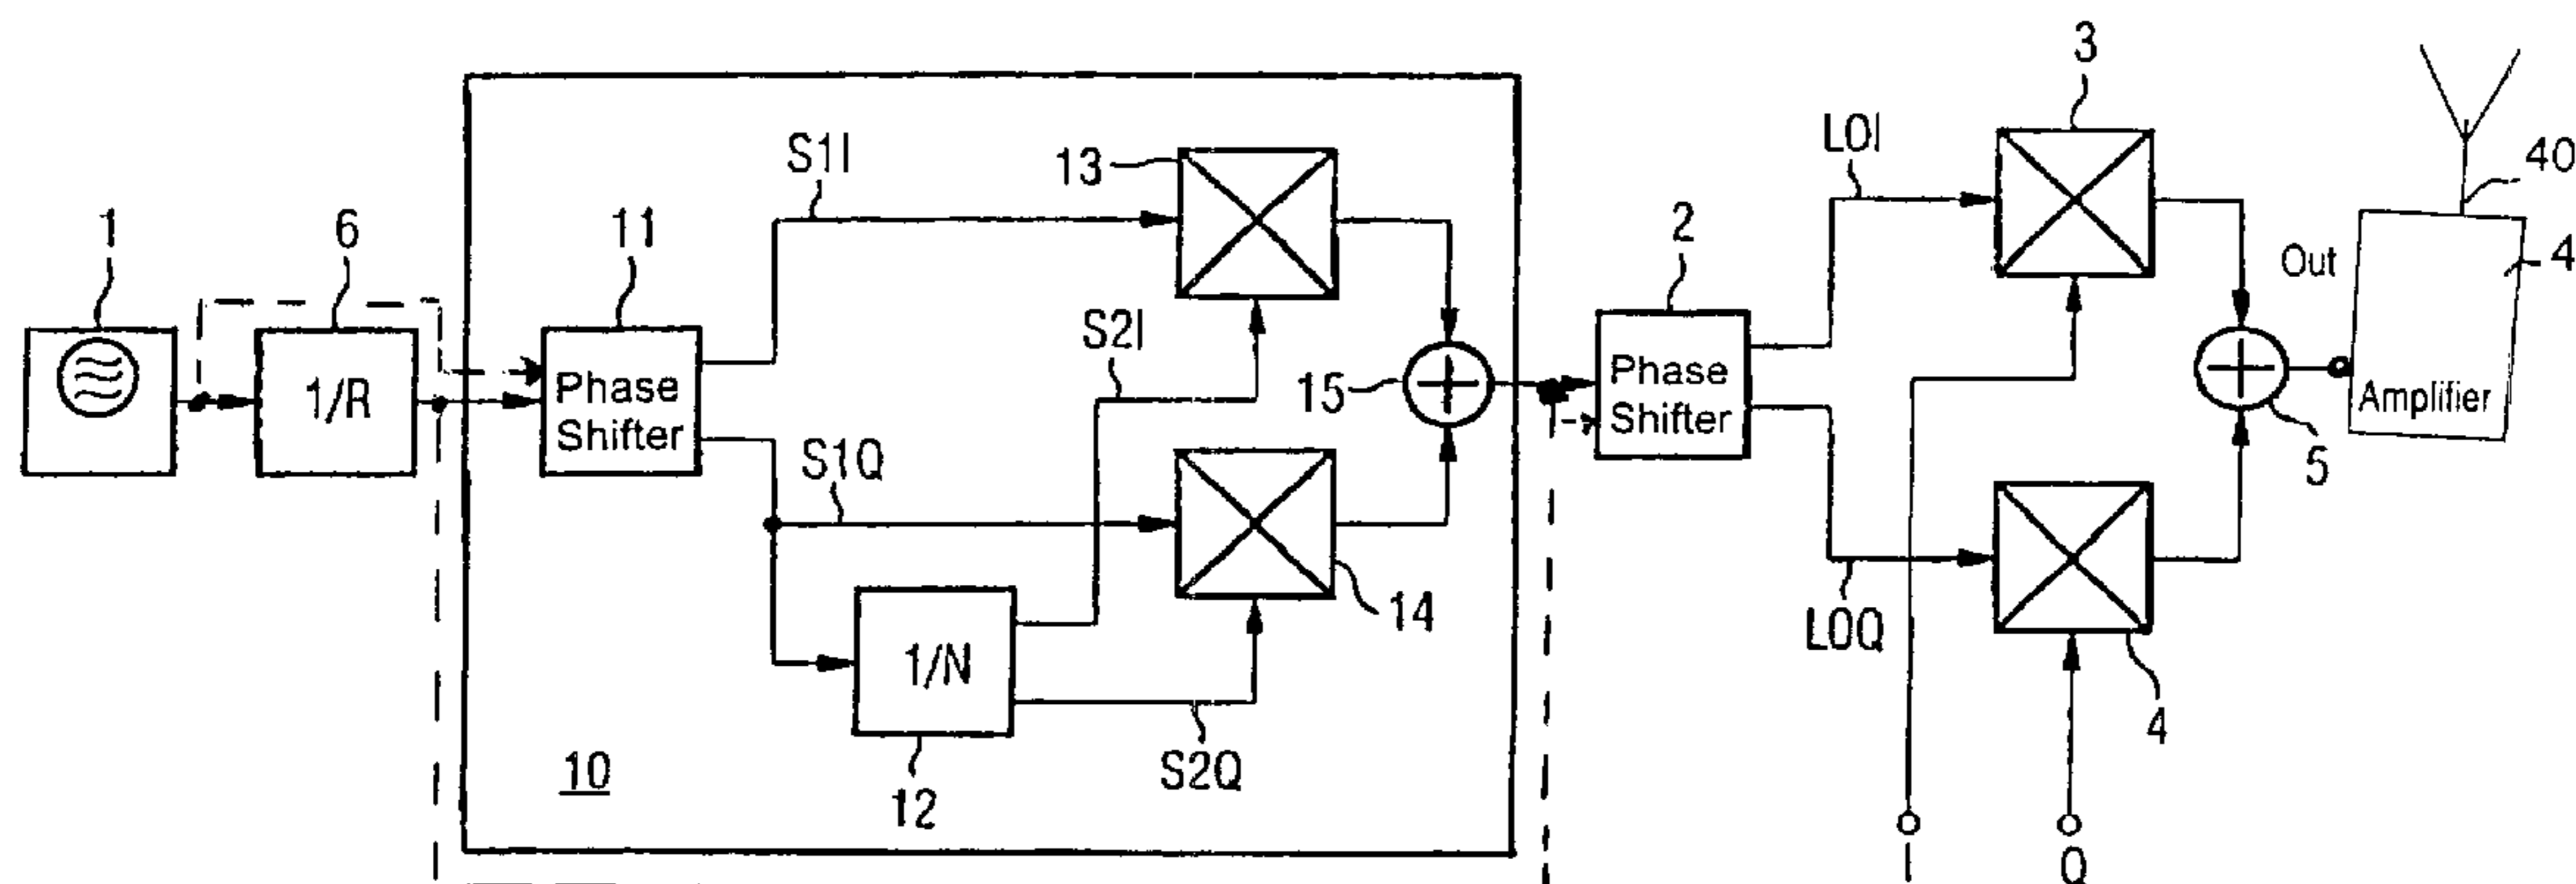 3
S1I
LOI
13
40
1
6
11
2
Out
4
S2I
1/R
Phase
Shifter
15
Phase
Shifter
Amplifier
S1Q
5
14
LOQ
1/N
4
10
12
S2Q
I
Q